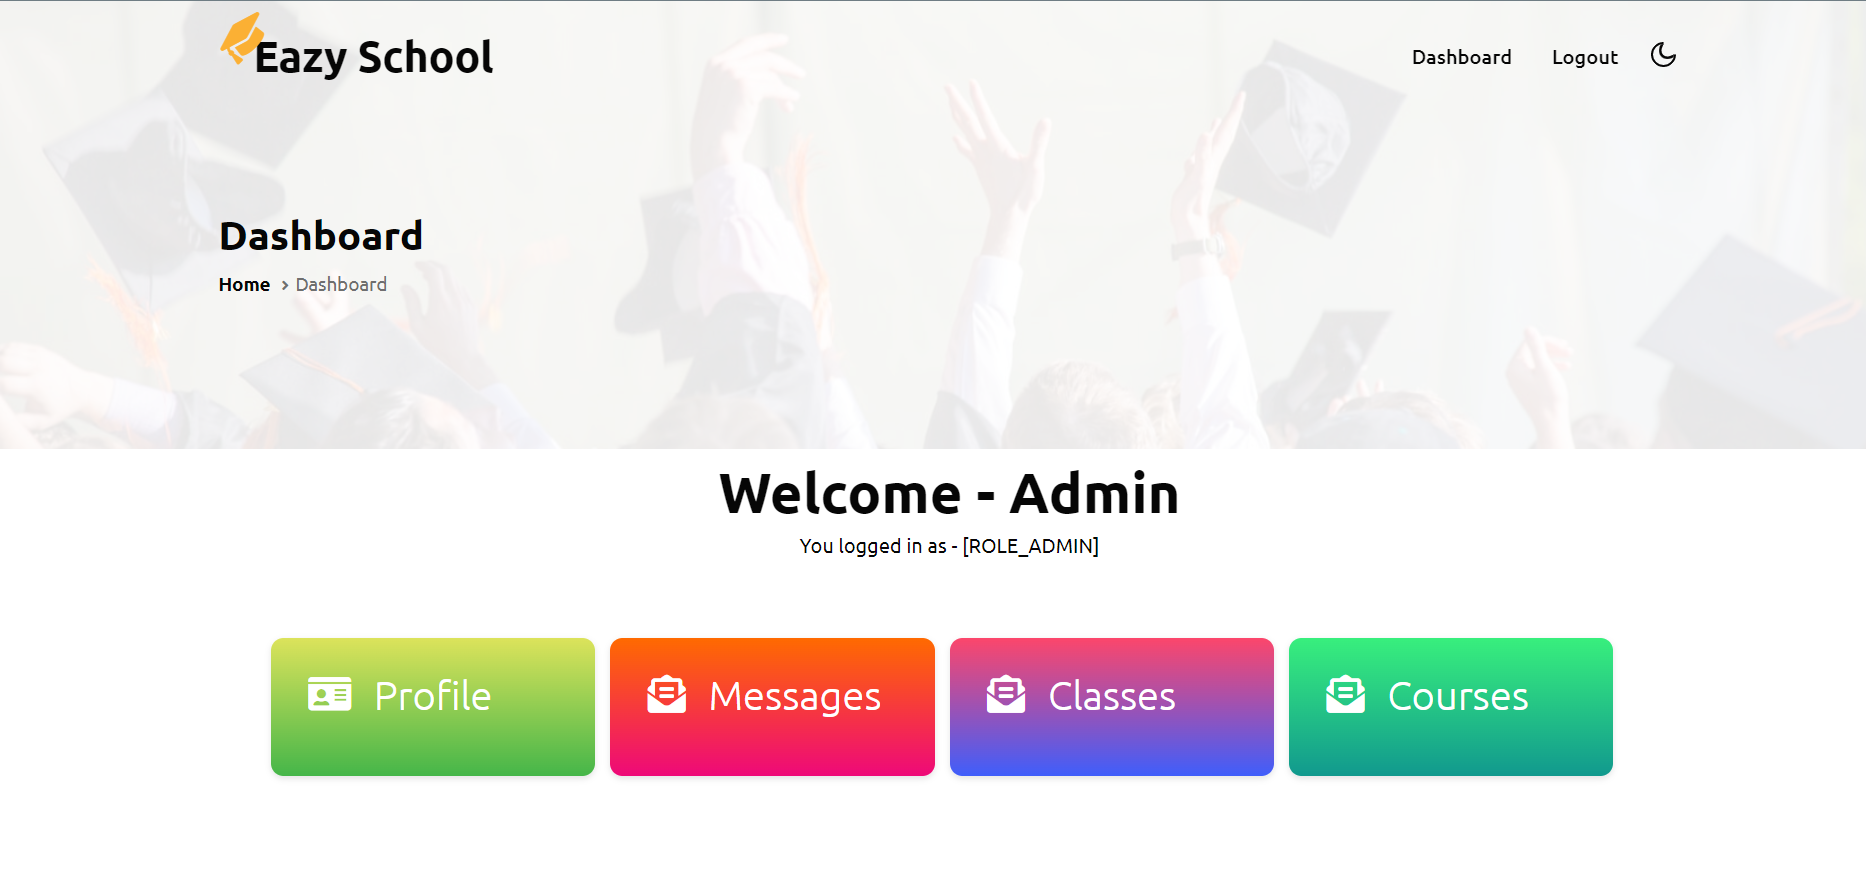 Eazy School
Dashboard Logout
Dashboard
Home > Dashboard
Welcome - Admin
You logged in as - [ROLE_ADMIN]
Profile Messages Classes Courses